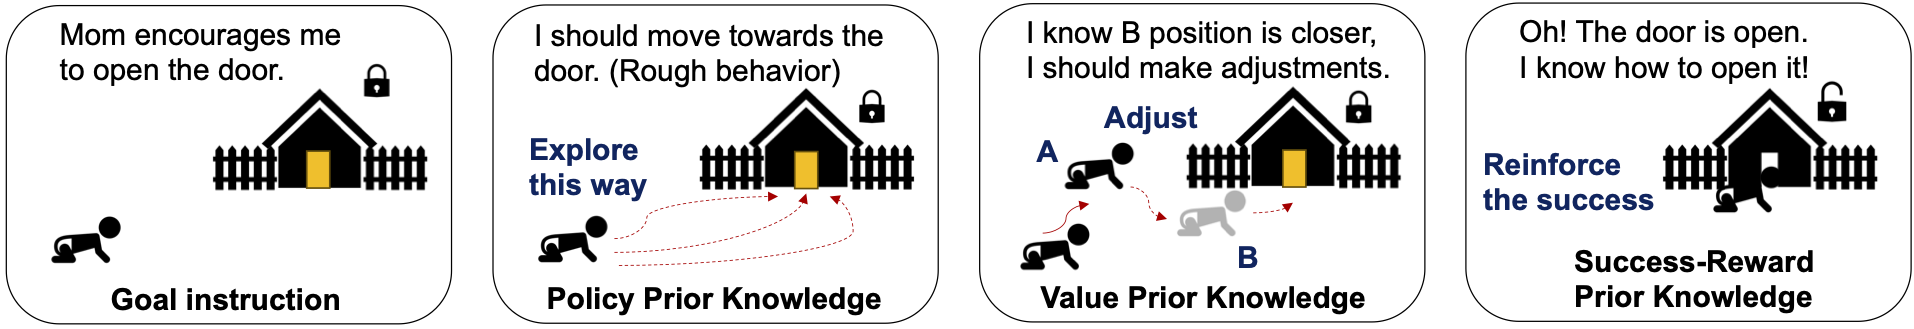 Mom encourages me
to open the door.
Goal instruction
I should move towards the
door. (Rough behavior)
Explore
this way
Policy Prior Knowledge
I know B position is closer,
I should make adjustments.
Adjust
A
B
Value Prior Knowledge
Oh! The door is open.
I know how to open it!
Reinforce
the success
Success-Reward
Prior Knowledge